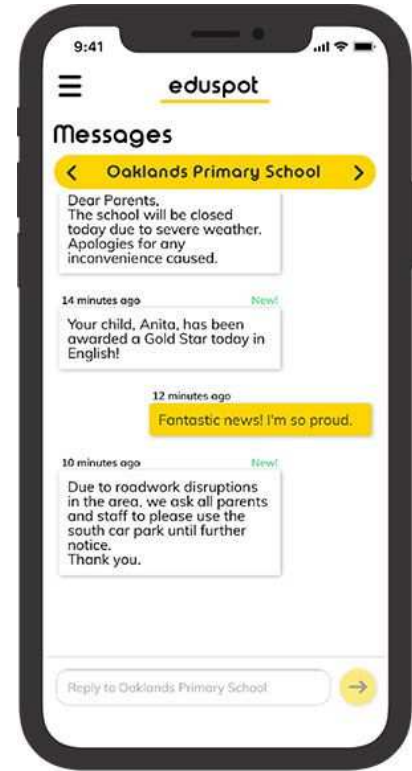 9:41
eduspot
Messages
Oaklands Primary School
Dear Parents,
The school will be closed
today due to severe weather.
Apologies for any
inconvenience caused.
14 minutes ago New!
Your child, Anita, has been
awarded a Gold Star today in
English!
12 minutes ago
Fantastic news! I'm so proud.
10 minutes ago New!
Due to roadwork disruptions
in the area, we ask all parents
and staff to please use the
south car park until further
notice.
Thank you.
Reply to Oaklands Primary School